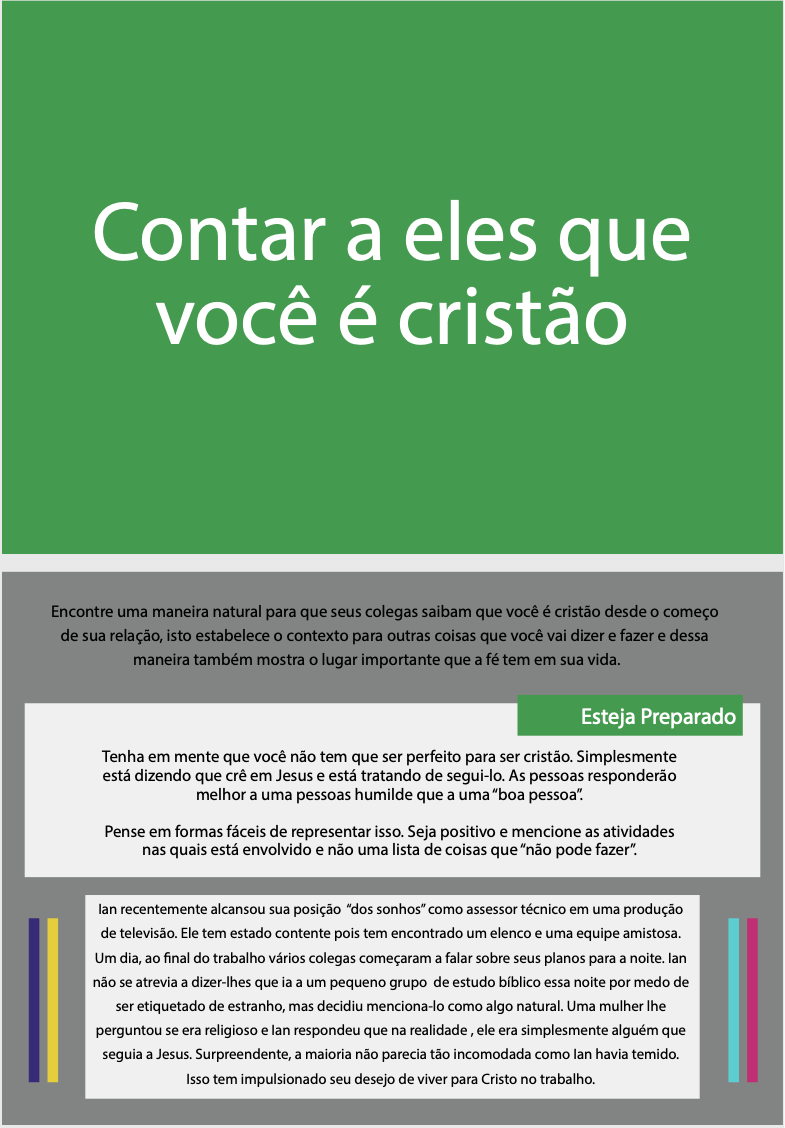 Contar a eles que
você é cristão
Encontre uma maneira natural para que seus colegas saibam que você é cristão desde o começo
de sua relação, isto estabelece o contexto para outras coisas que você vai dizer e fazer e dessa
maneira também mostra o lugar importante que a fé tem em sua vida.
Esteja Preparado
Tenha em mente que você não tem que ser perfeito para ser cristão. Simplesmente
está dizendo que crê em Jesus e está tratando de segui-lo. As pessoas responderão
melhor a uma pessoas humilde que a uma “boa pessoa”.
Pense em formas fáceis de representar isso. Seja positivo e mencione as atividades
nas quais está envolvido e não uma lista de coisas que “não pode fazer”.
Ian recentemente alcansou sua posição “dos sonhos” como assessor técnico em uma produção
de televisão. Ele tem estado contente pois tem encontrado um elenco e uma equipe amistosa.
Um dia, ao final do trabalho vários colegas começaram a falar sobre seus planos para a noite. Ian
não se atrevia a dizer-lhes que ia a um pequeno grupo de estudo bíblico essa noite por medo de
ser etiquetado de estranho, mas decidiu menciona-lo como algo natural. Uma mulher lhe
perguntou se era religioso e Ian respondeu que na realidade , ele era simplesmente alguém que
seguia a Jesus. Surpreendente, a maioria não parecia tão incomodada como Ian havia temido.
Isso tem impulsionado seu desejo de viver para Cristo no trabalho.